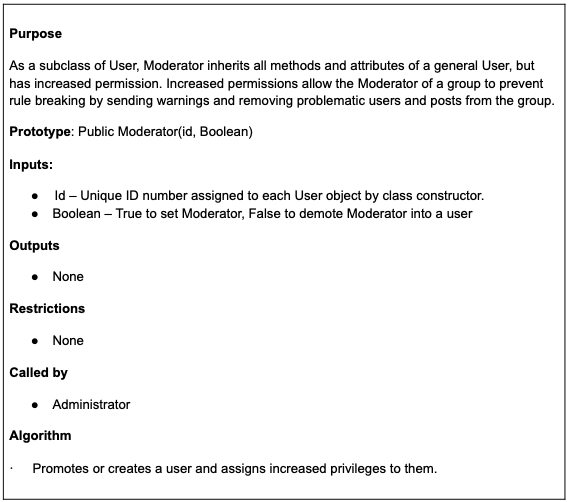 Purpose
As a subclass of User, Moderator inherits all methods and attributes of a general User, but
has increased permission. Increased permissions allow the Moderator of a group to prevent
rule breaking by sending warnings and removing problematic users and posts from the group.
Prototype: Public Moderator(id, Boolean)
Inputs:
● Id – Unique ID number assigned to each User object by class constructor.
● Boolean – True to set Moderator, False to demote Moderator into a user
Outputs
● None
Restrictions
● None
Called by
● Administrator
Algorithm
· Promotes or creates a user and assigns increased privileges to them.